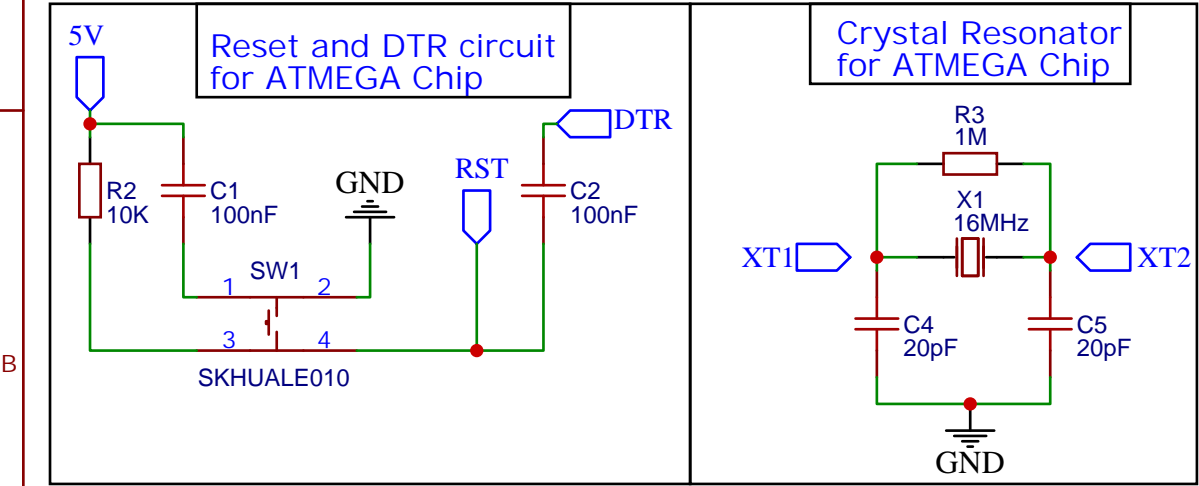 5V
Reset and DTR circuit
for ATMEGA Chip
DTR
RST
GND
R2
10K
C1
100nF
C2
100nF
SW1
1
2
3
4
SKHUALE010
B
Crystal Resonator
for ATMEGA Chip
R3
1M
X1
16MHz
XT1
XT2
C4
20pF
C5
20pF
GND